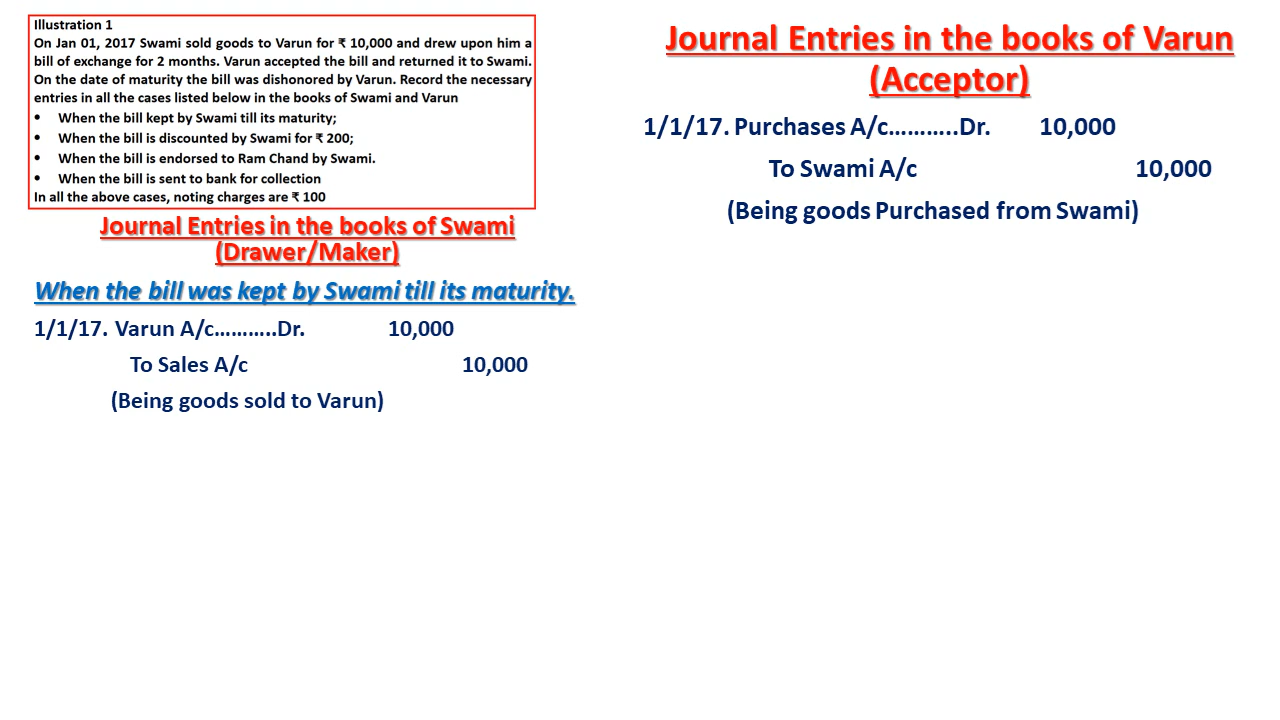 Illustration 1
On Jan 01, 2017 Swami sold goods to Varun for ₹ 10,000 and drew upon him a
bill of exchange for 2 months. Varun accepted the bill and returned it to Swami.
On the date of maturity the bill was dishonored by Varun. Record the necessary
entries in all the cases listed below in the books of Swami and Varun
• When the bill kept by Swami till its maturity;
• When the bill is discounted by Swami for ₹ 200;
• When the bill is endorsed to Ram Chand by Swami.
• When the bill is sent to bank for collection
In all the above cases, noting charges are ₹ 100
Journal Entries in the books of Swami
(Drawer/Maker)
When the bill was kept by Swami till its maturity.
1/1/17. Varun A/c………..Dr. 10,000
To Sales A/c 10,000
(Being goods sold to Varun)
Journal Entries in the books of Varun
(Acceptor)
1/1/17. Purchases A/c………..Dr. 10,000
To Swami A/c 10,000
(Being goods Purchased from Swami)